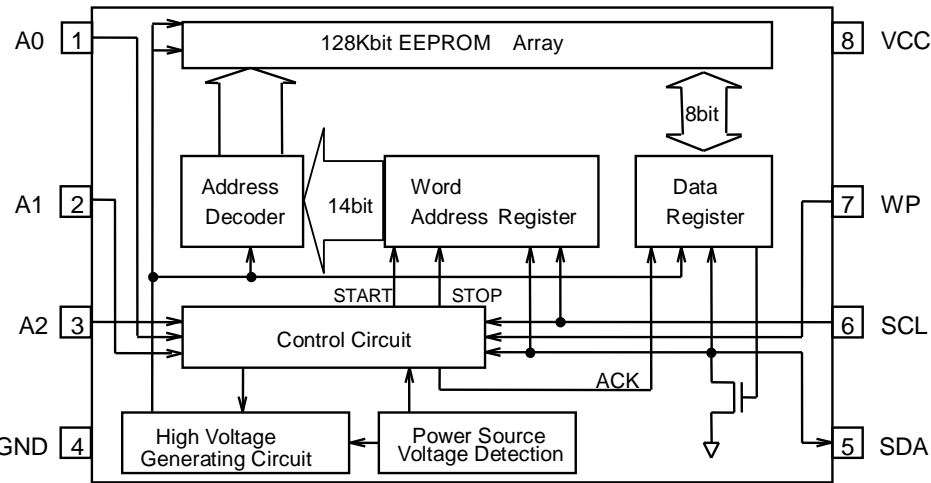 A0 1
128Kbit EEPROM Array
8 VCC
8bit
A1 2
Address
Decoder
14bit
Word
Address Register
Data
Register
7 WP
START
STOP
A2 3
Control Circuit
6 SCL
ACK
GND 4
High Voltage
Generating Circuit
Power Source
Voltage Detection
5 SDA